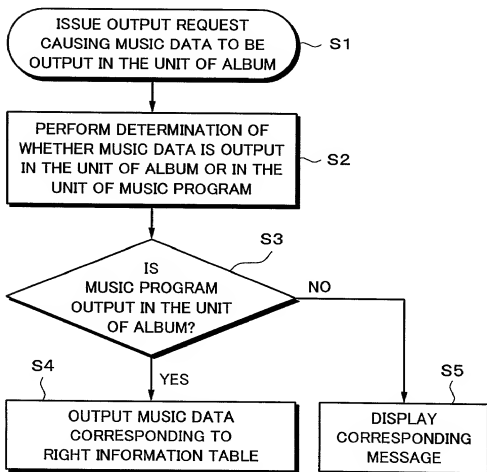 ISSUE OUTPUT REQUEST
CAUSING MUSIC DATA TO BE
OUTPUT IN THE UNIT OF ALBUM
S1
PERFORM DETERMINATION OF
WHETHER MUSIC DATA IS OUTPUT
IN THE UNIT OF ALBUM OR IN THE
UNIT OF MUSIC PROGRAM
S2
S3
IS
MUSIC PROGRAM
OUTPUT IN THE UNIT
OF ALBUM?
NO
YES
S4
OUTPUT MUSIC DATA
CORRESPONDING TO
RIGHT INFORMATION TABLE
S5
DISPLAY
CORRESPONDING
MESSAGE